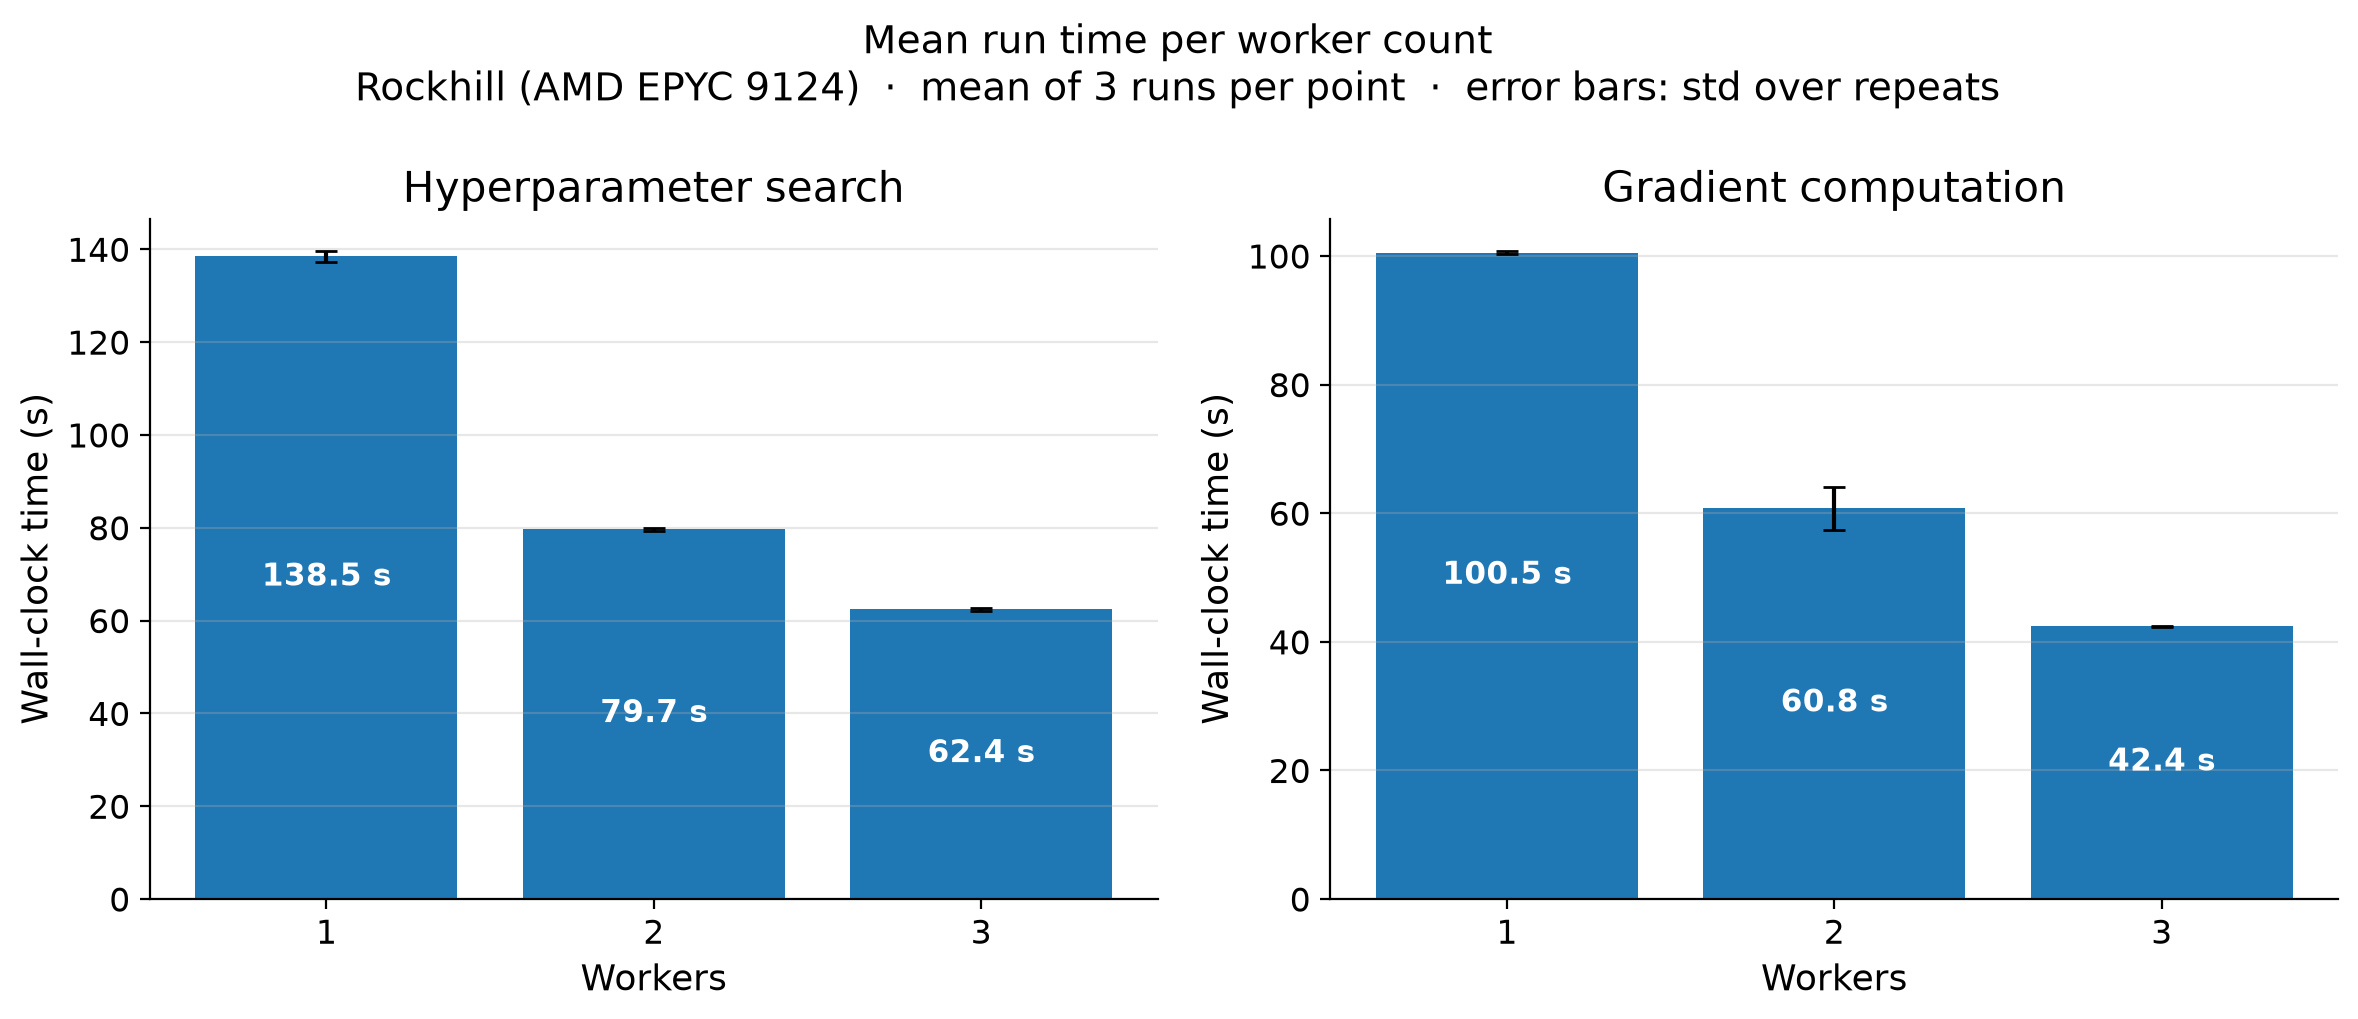 Mean run time per worker count
Rockhill (AMD EPYC 9124)  ·  mean of 3 runs per point  ·  error bars: std over repeats
Hyperparameter search
Wall-clock time (s)
140
120
100
80
60
40
20
0
138.5 s
79.7 s
62.4 s
1
2
3
Workers
Gradient computation
Wall-clock time (s)
100
80
60
40
20
0
100.5 s
60.8 s
42.4 s
1
2
3
Workers